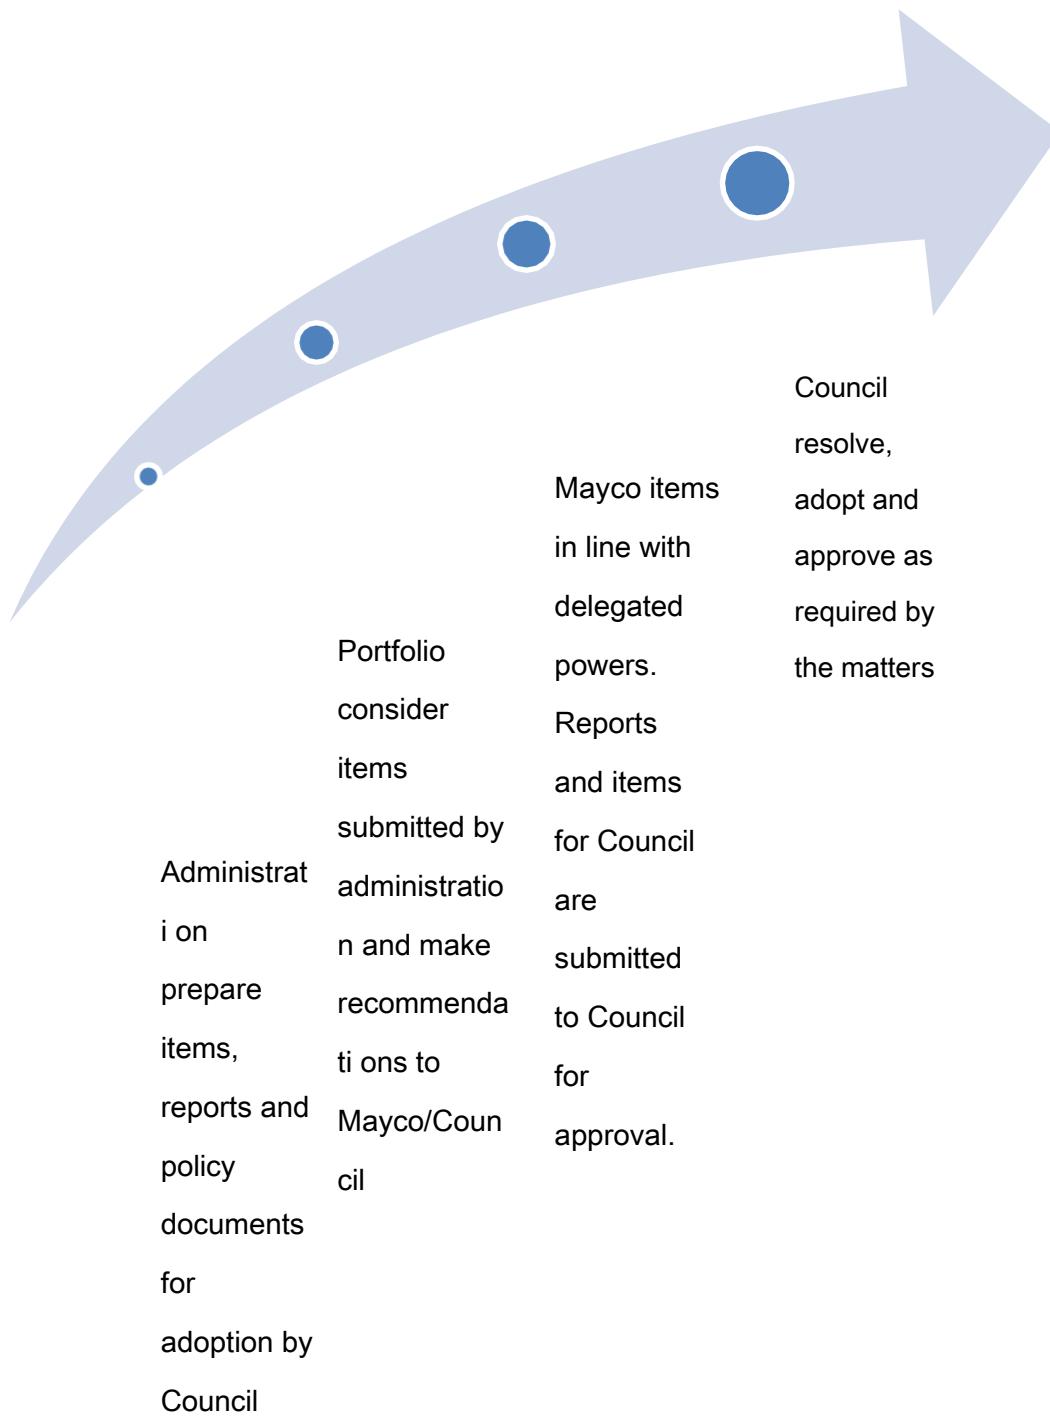 Administrat
i on
prepare
items,
reports and
policy
documents
for
adoption by
Council
Portfolio
consider
items
submitted by
administratio
n and make
recommenda
ti ons to
Mayco/Coun
cil
Mayco items
in line with
delegated
powers.
Reports
and items
for Council
are
submitted
to Council
for
approval.
Council
resolve,
adopt and
approve as
required by
the matters